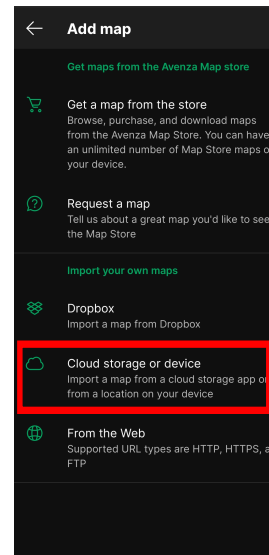 Add map
Get maps from the Avenza Map store
Get a map from the store
Browse, purchase, and download maps
from the Avenza Map Store. You can have
an unlimited number of Map Store maps o
your device.
Request a map
Tell us about a great map you'd like to see
the Map Store
Import your own maps
Dropbox
Import a map from Dropbox
Cloud storage or device
Import a map from a cloud storage app or
from a location on your device
From the Web
Supported URL types are HTTP, HTTPS, a
FTP